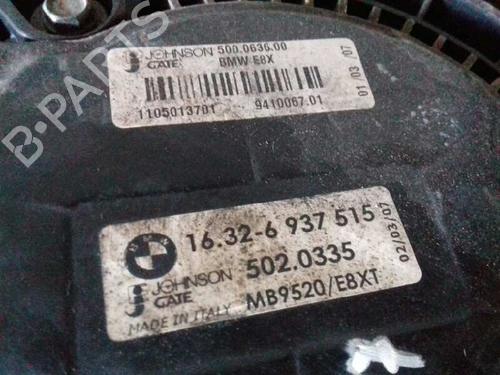 JOHNSON GATE 500.0636.00
BMW E8X
1105013701 9410067.01
01/03/07
16.32-6 937 515
JOHNSON GATE 502.0335
MADE IN ITALY MB9520/E8XT
02/03/07
B-PARTS